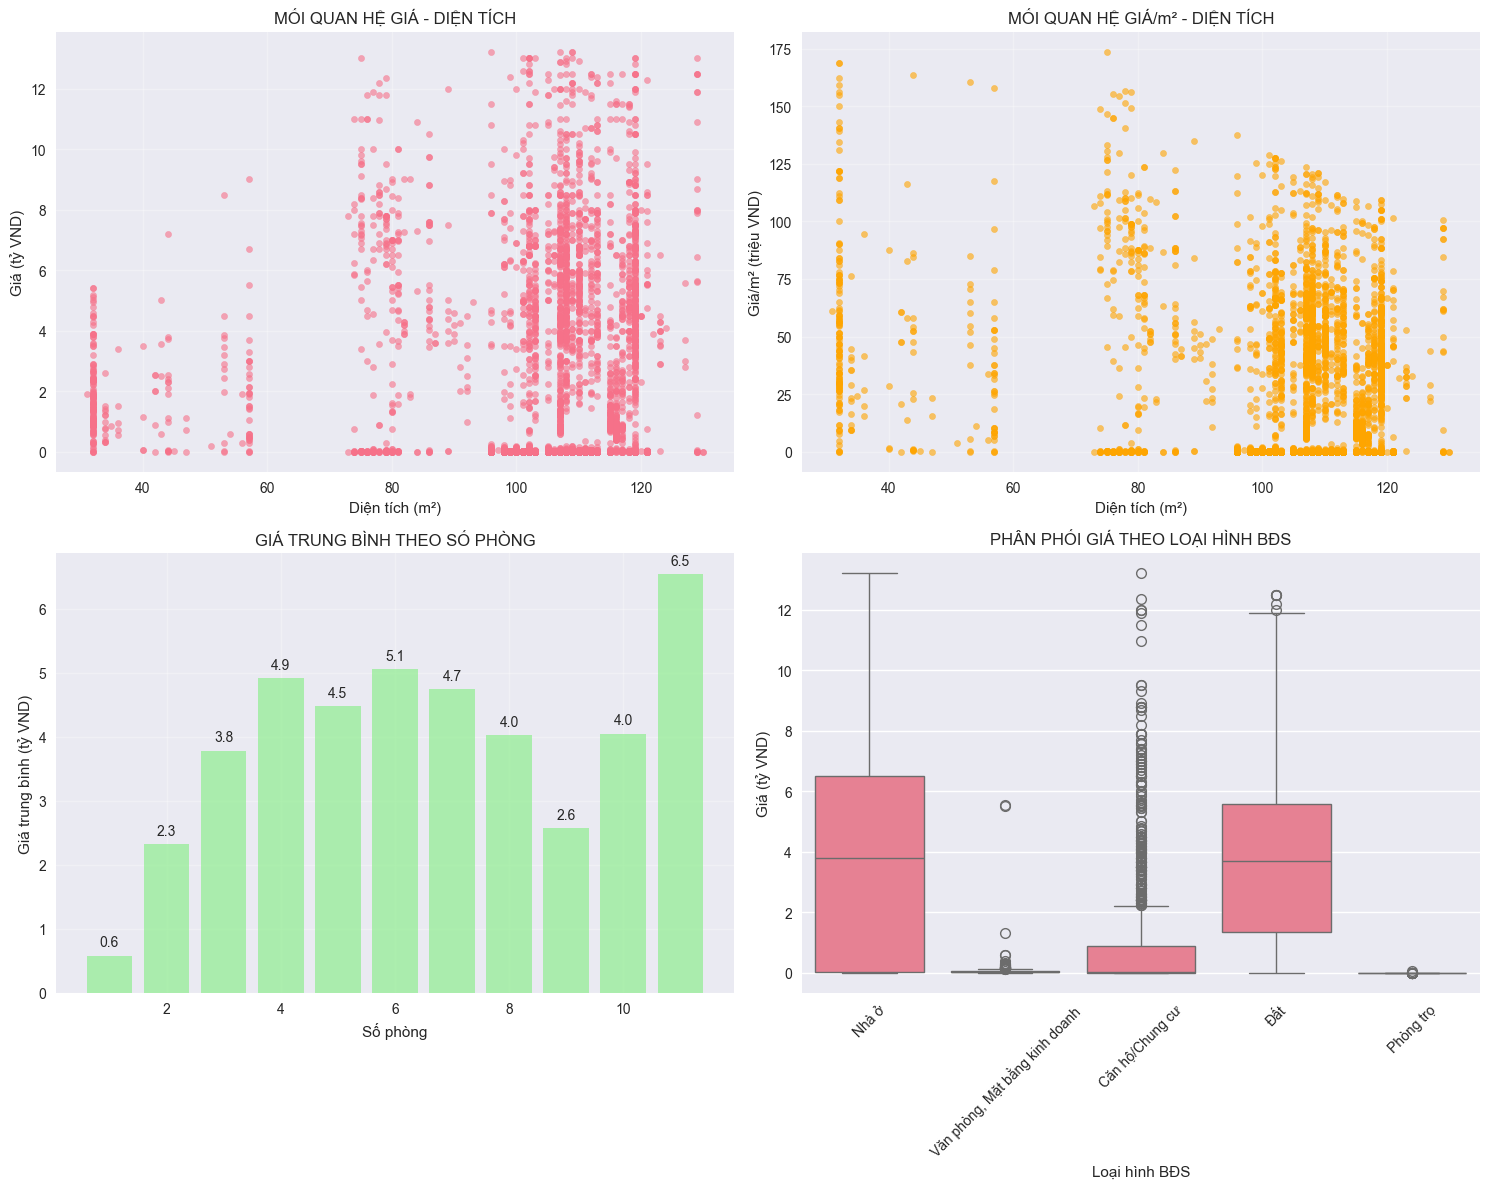 MỐI QUAN HỆ GIÁ - DIỆN TÍCH
Giá (tỷ VND)
12
10
8
6
4
2
0
40 60 80 100 120
Diện tích (m²)
MỐI QUAN HỆ GIÁ/m² - DIỆN TÍCH
Giá/m² (triệu VND)
175
150
125
100
75
50
25
0
40 60 80 100 120
Diện tích (m²)
GIÁ TRUNG BÌNH THEO SỐ PHÒNG
Giá trung bình (tỷ VND)
6
5
4
3
2
1
0
0.6 2.3 3.8 4.9 4.5 5.1 4.7 4.0 2.6 4.0 6.5
2 4 6 8 10
Số phòng
PHÂN PHỐI GIÁ THEO LOẠI HÌNH BĐS
Giá (tỷ VND)
12
10
8
6
4
2
0
Nhà ở
Văn phòng, Mặt bằng kinh doanh
Căn hộ/Chung cư
Đất
Phòng trọ
Loại hình BĐS